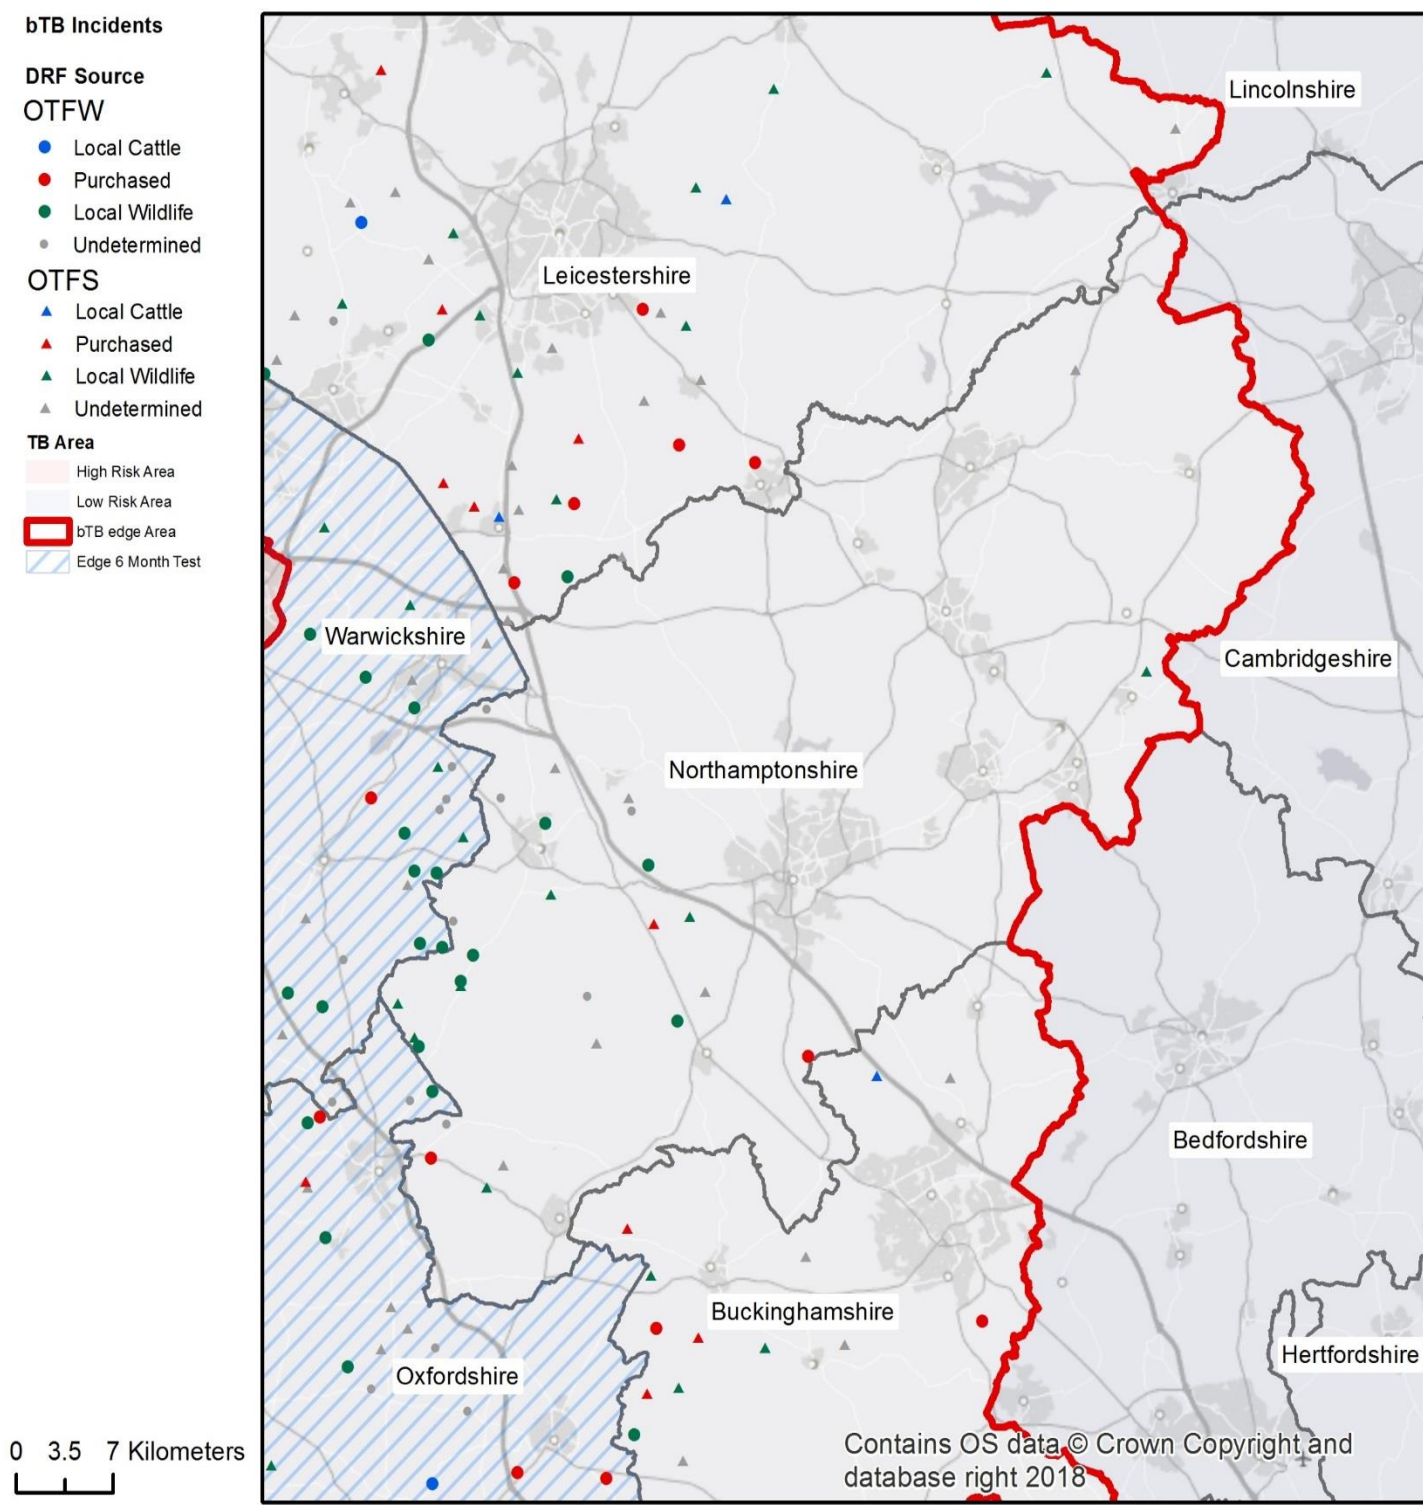 bTB Incidents
DRF Source
OTFW
Local Cattle
Purchased
Local Wildlife
Undetermined
OTFS
Local Cattle
Purchased
Local Wildlife
Undetermined
TB Area
High Risk Area
Low Risk Area
bTB edge Area
Edge 6 Month Test
Lincolnshire
Leicestershire
Warwickshire
Cambridgeshire
Northamptonshire
Bedfordshire
Buckinghamshire
Hertfordshire
Oxfordshire
0 3.5 7 Kilometers
Contains OS data © Crown Copyright and
database right 2018